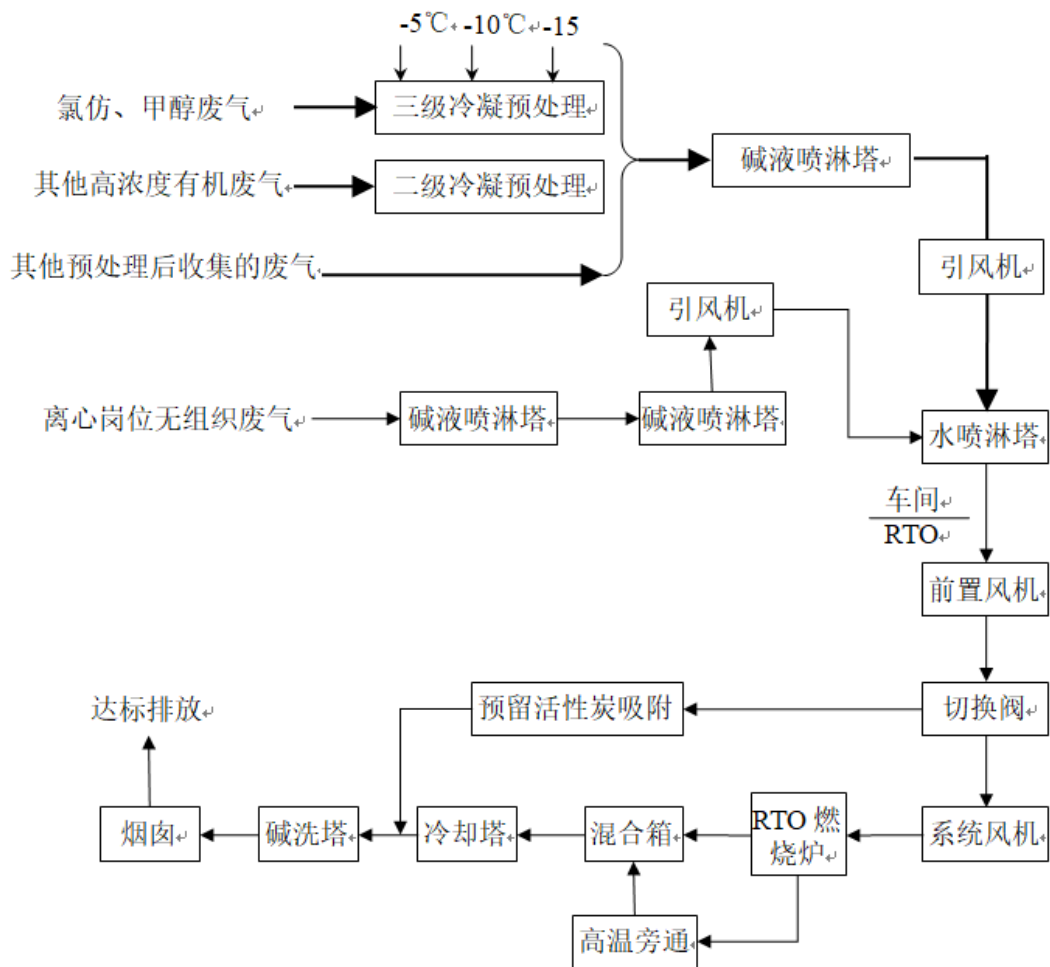 -5℃ -10℃ -15
氯仿、甲醇废气
三级冷凝预处理
碱液喷淋塔
其他高浓度有机废气
二级冷凝预处理
其他预处理后收集的废气
引风机
引风机
离心岗位无组织废气
碱液喷淋塔
碱液喷淋塔
水喷淋塔
车间
RTO
前置风机
达标排放
预留活性炭吸附
切换阀
烟囱
碱洗塔
冷却塔
混合箱
RTO 燃
烧炉
系统风机
高温旁通